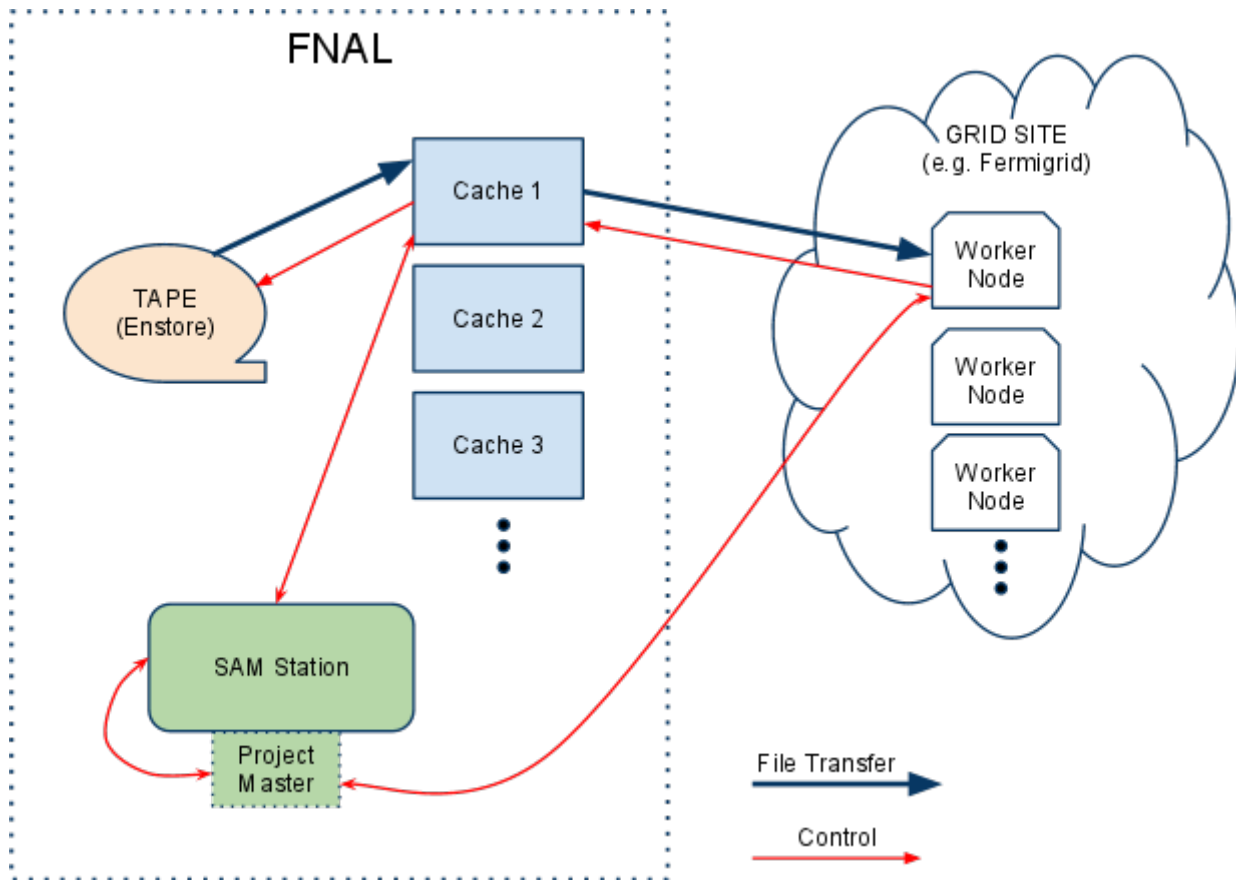 FNAL
Cache 1
TAPE
(Enstore)
Cache 2
Cache 3
SAM Station
Project
Master
GRID SITE
(e.g. Fermigrid)
Worker
Node
Worker
Node
Worker
Node
File Transfer
Control